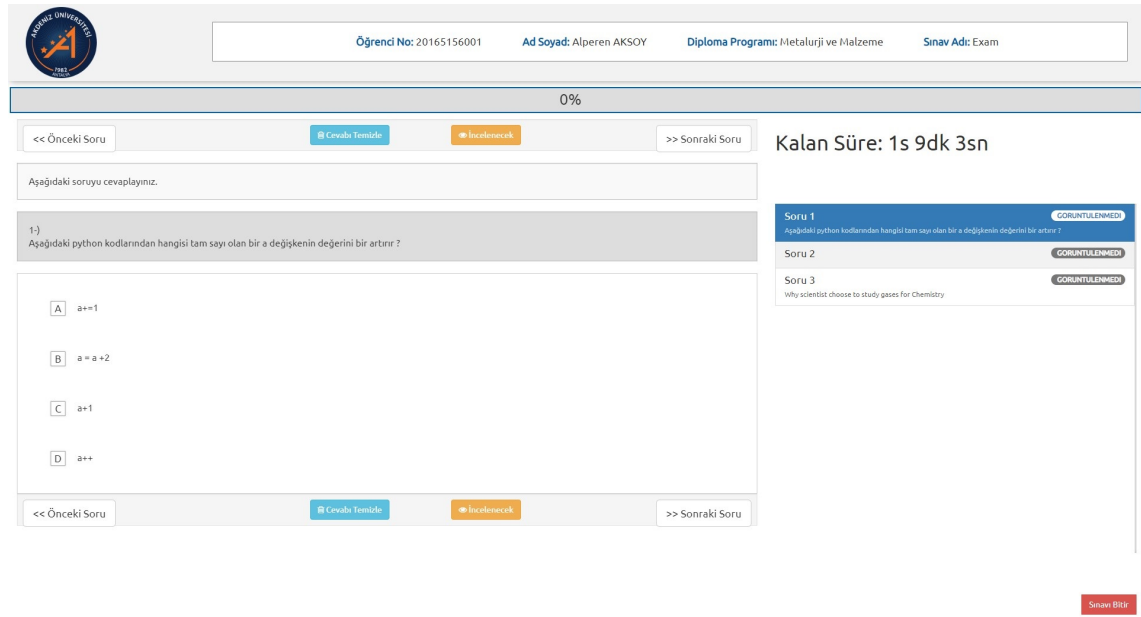 AKDENİZ ÜNİVERSİTESİ
1982
ANTALYA
Öğrenci No: 20165156001 Ad Soyad: Alperen AKSOY Diploma Programı: Metalurji ve Malzeme Sınav Adı: Exam
0%
<< Önceki Soru Cevabı Temizle İncelenecek >> Sonraki Soru
Kalan Süre: 1s 9dk 3sn
Aşağıdaki soruyu cevaplayınız.
1-)
Aşağıdaki python kodlarından hangisi tam sayı olan bir a değişkenin değerini bir artırır ?
A a+=1
B a = a +2
C a+1
D a++
<< Önceki Soru Cevabı Temizle İncelenecek >> Sonraki Soru
Soru 1 GORUNTULENMEDI
Aşağıdaki python kodlarından hangisi tam sayı olan bir a değişkenin değerini bir artırır ?
Soru 2 GORUNTULENMEDI
Soru 3 GORUNTULENMEDI
Why scientist choose to study gases for Chemistry
Sınavı Bitir